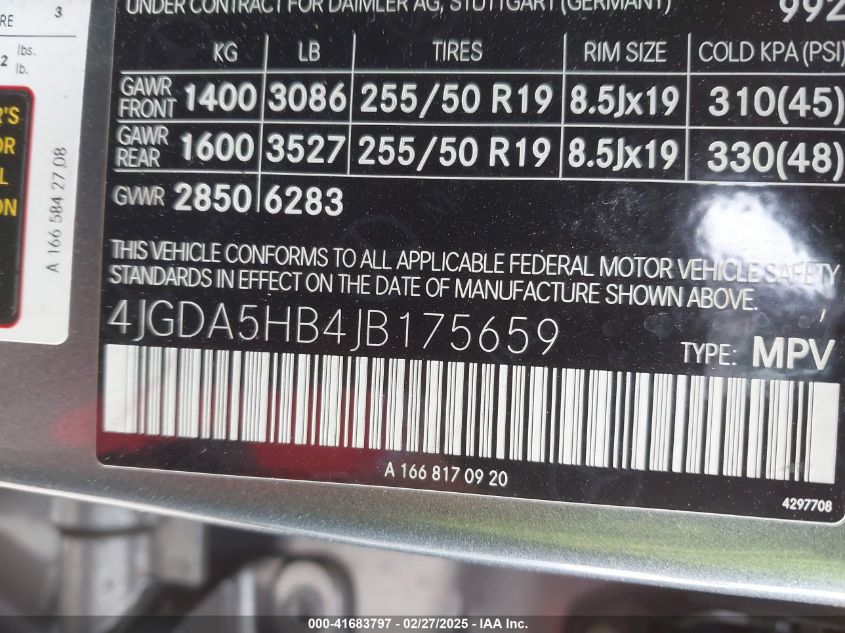 UNDER CONTRACT FOR DAIMLER AG, STUTTGART (GERMANY) 992
RE 3
lbs.
2 lb.
KG LB TIRES RIM SIZE COLD KPA (PSI)
GAWR FRONT 1400 3086 255/50 R19 8.5Jx19 310(45)
GAWR REAR 1600 3527 255/50 R19 8.5Jx19 330(48)
GVWR 2850 6283
R'S
OR
L
ON
A 166 584 27 08
THIS VEHICLE CONFORMS TO ALL APPLICABLE FEDERAL MOTOR VEHICLE SAFETY
STANDARDS IN EFFECT ON THE DATE OF MANUFACTURE SHOWN ABOVE.
4JGDA5HB4JB175659 TYPE: MPV
A 166 817 09 20
4297708
000-41683797 - 02/27/2025 - IAA Inc.